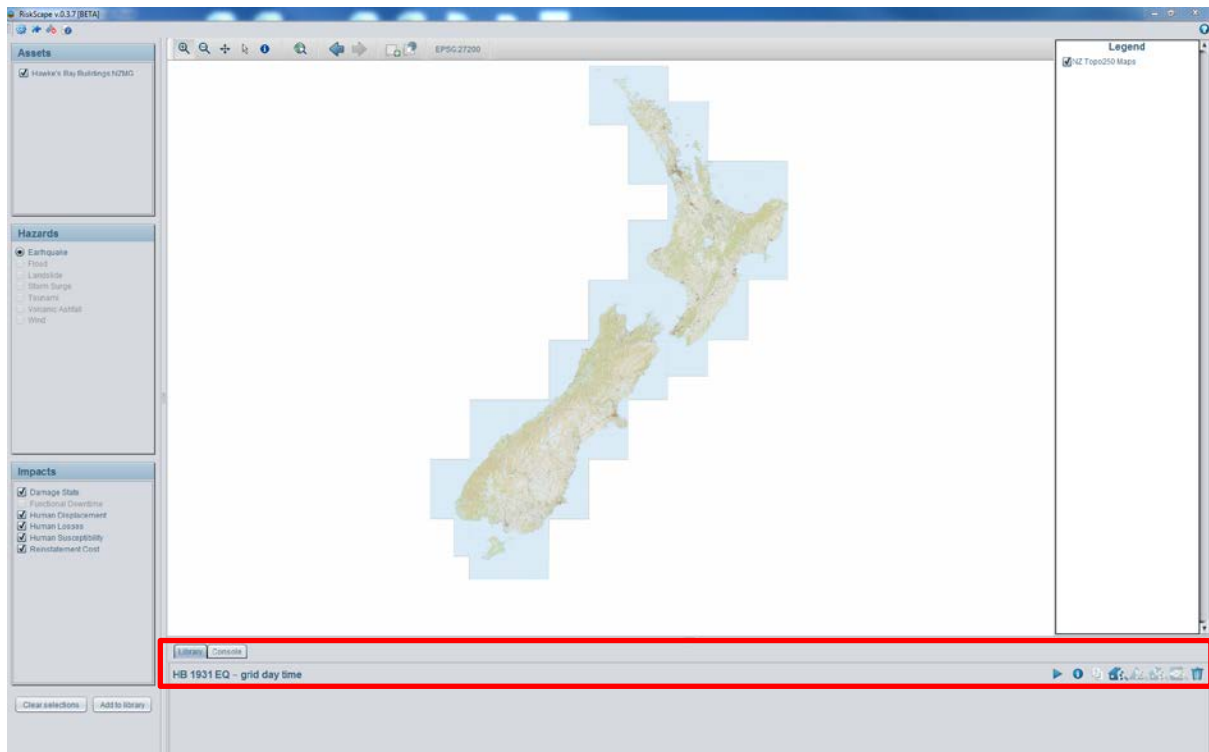 RiskScape v.0.3.7 [BETA]
Assets
Hawke's Bay Buildings NZMG
Hazards
Earthquake
Flood
Landslide
Storm Surge
Tsunami
Volcanic Ashfall
Wind
Impacts
Damage State
Functional Downtime
Human Displacement
Human Losses
Human Susceptibility
Reinstatement Cost
Clear selections
Add to library
EPSG:27200
Legend
NZ Topo250 Maps
Library
Console
HB 1931 EQ – grid day time